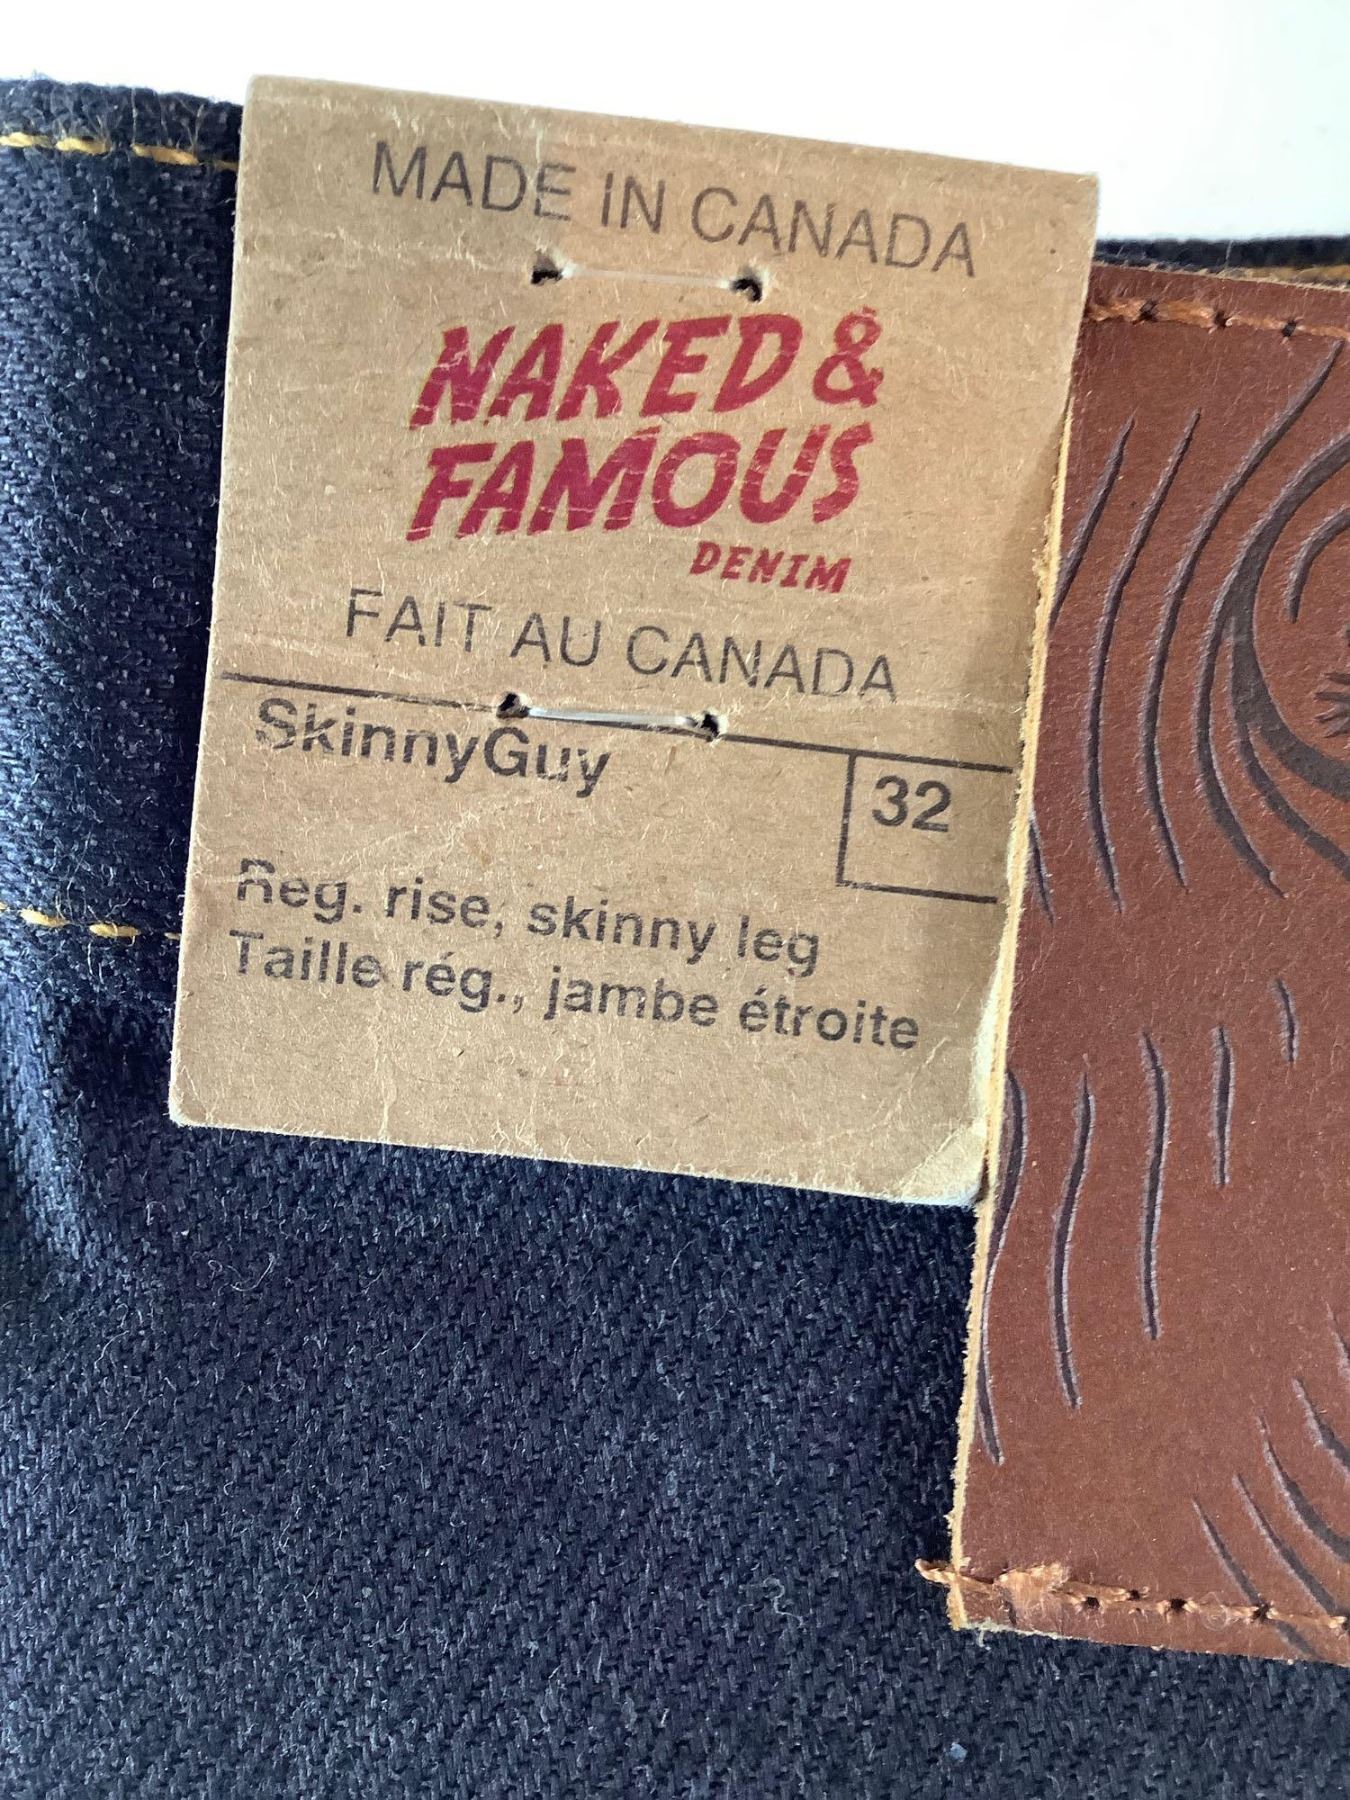 MADE IN CANADA
NAKED &
FAMOUS
DENIM
FAIT AU CANADA
SkinnyGuy
32
Reg. rise, skinny leg
Taille rég., jambe étroite